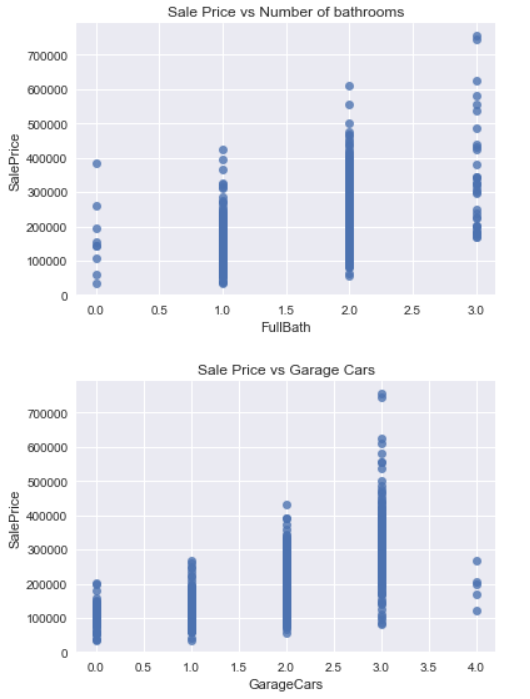 Sale Price vs Number of bathrooms
700000
600000
500000
400000
300000
200000
100000
0
SalePrice
0.0 0.5 1.0 1.5 2.0 2.5 3.0
FullBath
Sale Price vs Garage Cars
700000
600000
500000
400000
300000
200000
100000
0
SalePrice
0.0 0.5 1.0 1.5 2.0 2.5 3.0 3.5 4.0
GarageCars